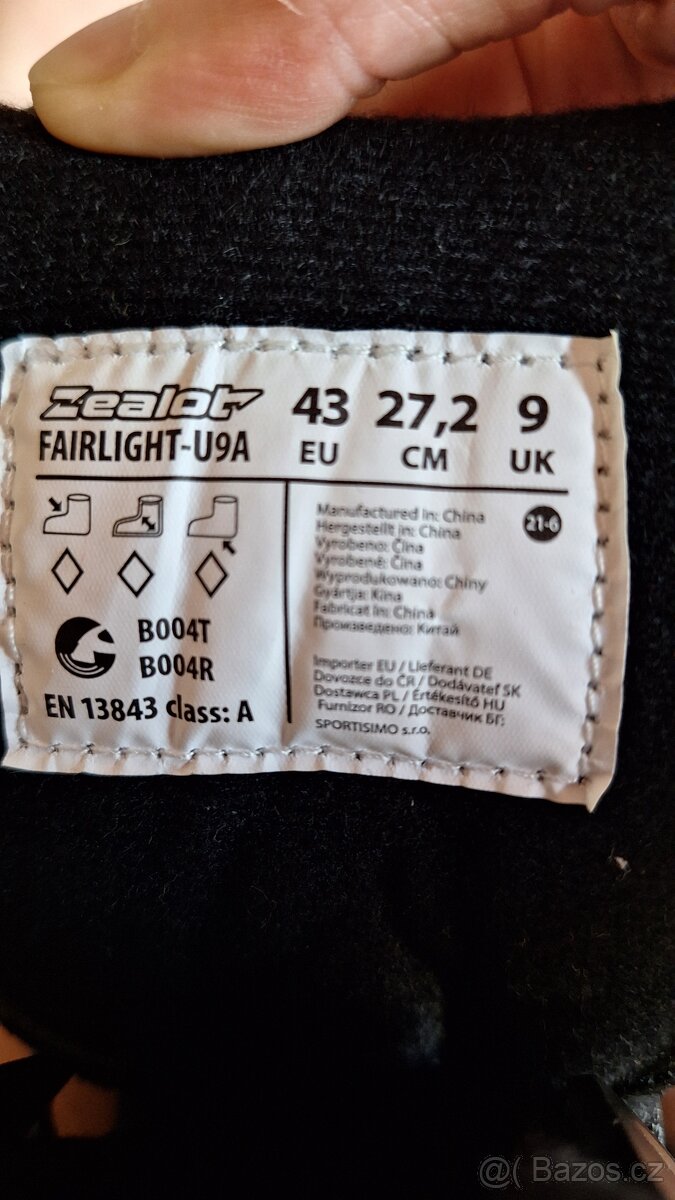 Zealot
FAIRLIGHT-U9A
43 27,2 9
EU CM UK
B004T
B004R
EN 13843 class: A
Manufactured in: China
Hergestellt in: China
Vyrobeno: Čína
Vyrobené: Čína
Wyprodukowano: Chiny
Gyártja: Kína
Fabricat în: China
Произведено: Китай
21-6
Importer EU / Lieferant DE
Dovozce do ČR / Dodávateľ SK
Dostawca PL / Értékesítő HU
Furnizor RO / Доставчик БГ:
SPORTISIMO s.r.o.
@( Bazos.cz